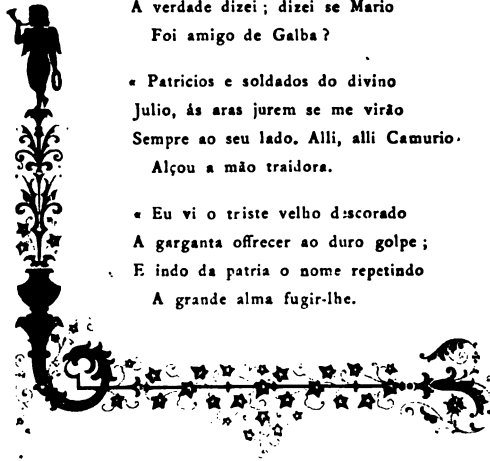 A verdade dizei ; dizei se Mario
Foi amigo de Galba ?
« Patricios e soldados do divino
Julio, ás aras jurem se me virão
Sempre ao seu lado. Alli, alli Camurio
Alçou a mão traidora.
« Eu vi o triste velho descorado
A garganta offrecer ao duro golpe ;
E indo da patria o nome repetindo
A grande alma fugir-lhe.